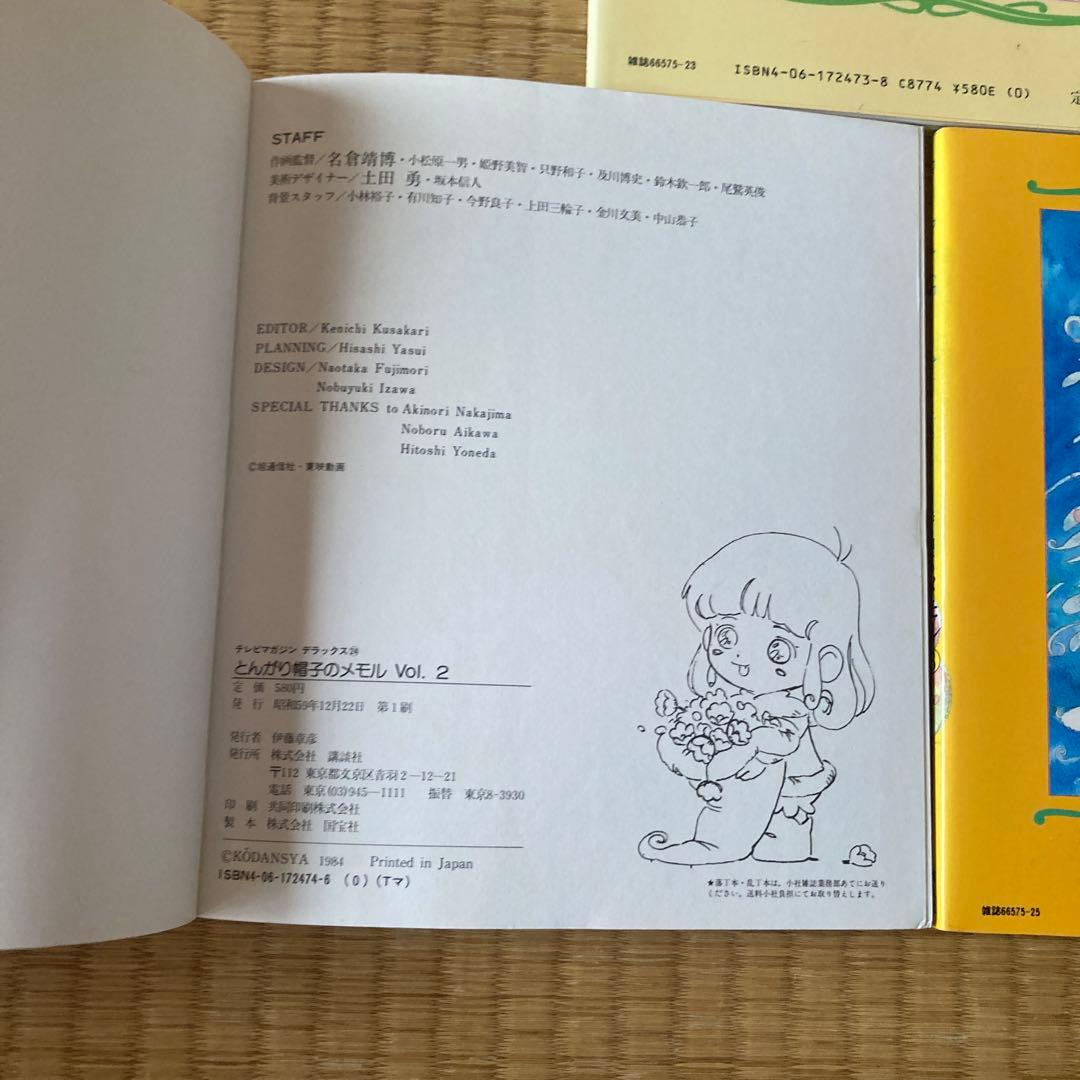 雑誌66575-23
ISBN4-06-172473-8 C8774 ¥580E (0)
定
STAFF
作画監督/名倉靖博・小松原一男・姫野美智・只野和子・及川博史・鈴木欽一郎・尾鷲英俊
美術デザイナー/土田 勇・坂本信人
背景スタッフ/小林裕子・有川知子・今野良子・上田三輪子・金川文美・中山恭子
EDITOR/Kenichi Kusakari
PLANNING/Hisashi Yasui
DESIGN/Naotaka Fujimori
Nobuyuki Izawa
SPECIAL THANKS to Akinori Nakajima
Noboru Aikawa
Hitoshi Yoneda
©旭通信社・東映動画
テレビマガジン デラックス㉔
とんがり帽子のメモル Vol. 2
定 価 580円
発 行 昭和59年12月22日 第1刷
発行者 伊藤章彦
発行所 株式会社 講談社
〒112 東京都文京区音羽2―12―21
電話 東京(03)945―1111 振替 東京8-3930
印 刷 共同印刷株式会社
製 本 株式会社 国宝社
©KŌDANSYA 1984 Printed in Japan
ISBN4-06-172474-6 (0) (Tマ)
★落丁本・乱丁本は、小社雑誌業務部あてにお送り
ください。送料小社負担にてお取り替えします。
雑誌66575-25